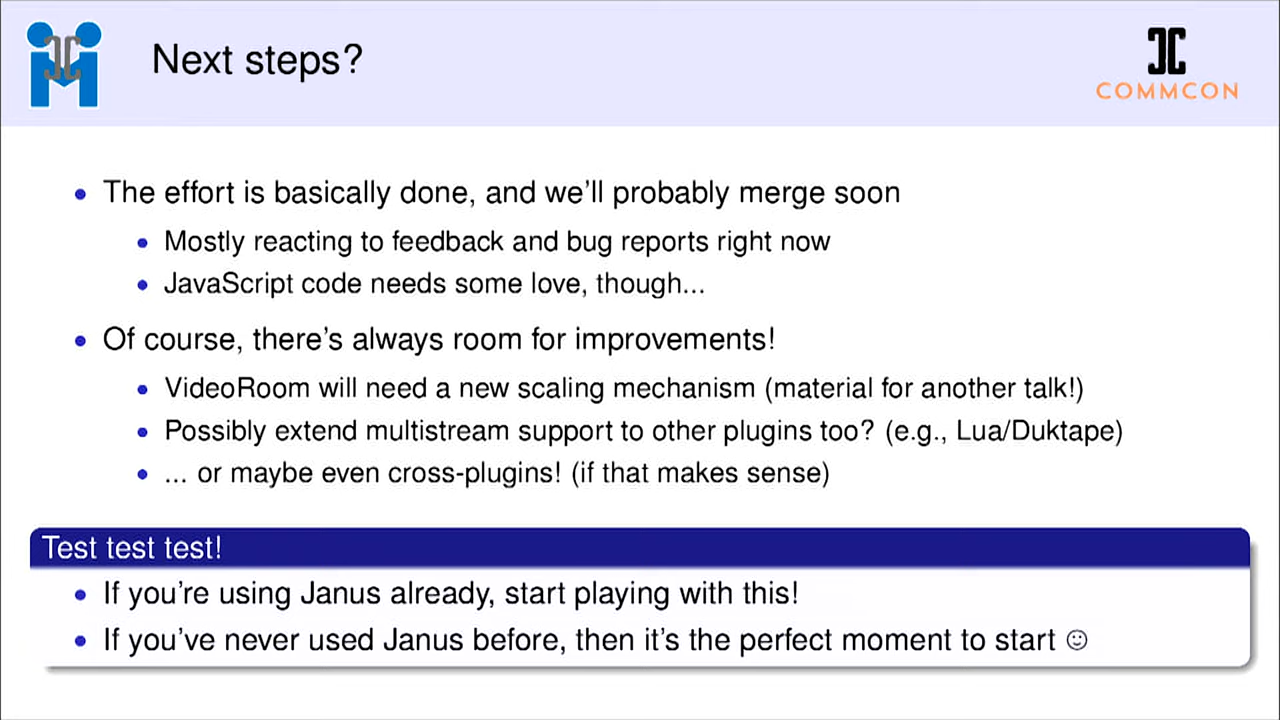 Next steps?
COMMCON
• The effort is basically done, and we'll probably merge soon
• Mostly reacting to feedback and bug reports right now
• JavaScript code needs some love, though...
• Of course, there's always room for improvements!
• VideoRoom will need a new scaling mechanism (material for another talk!)
• Possibly extend multistream support to other plugins too? (e.g., Lua/Duktape)
• ... or maybe even cross-plugins! (if that makes sense)
Test test test!
• If you're using Janus already, start playing with this!
• If you've never used Janus before, then it's the perfect moment to start ☺